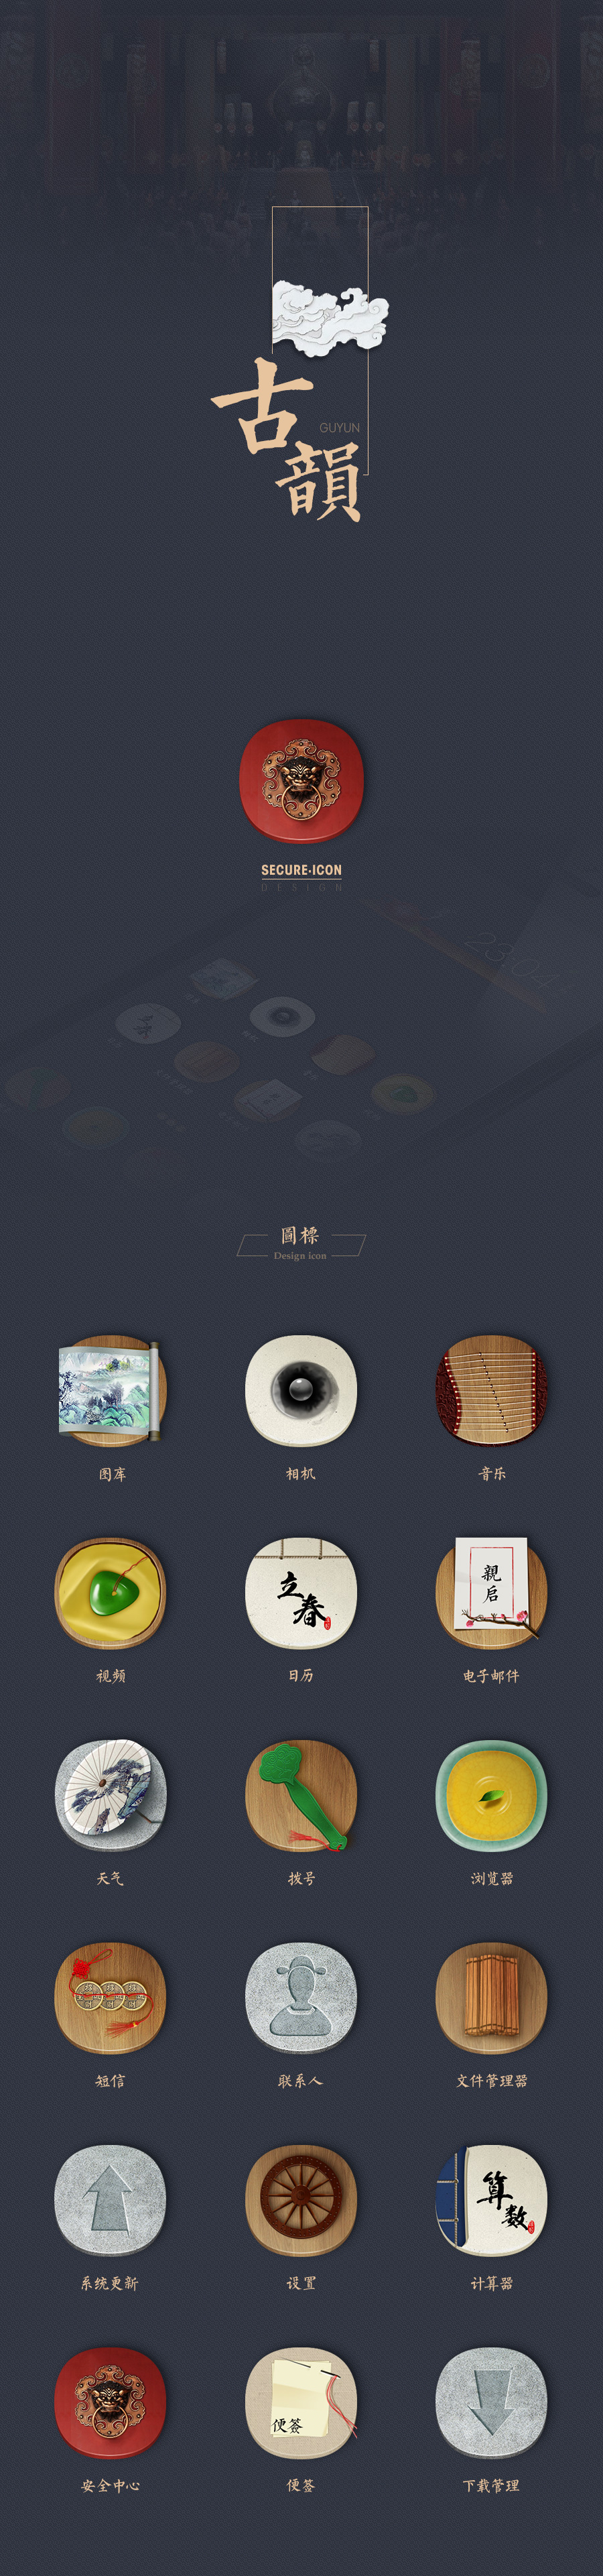 古
GUYUN
韻
SECURE·ICON
DESIGN
23:04
圖標
Design icon
图库
相机
音乐
立
春
親
启
视频
日历
电子邮件
天气
拨号
浏览器
短信
联系人
文件管理器
算
数
系统更新
设置
计算器
便签
安全中心
便签
下载管理